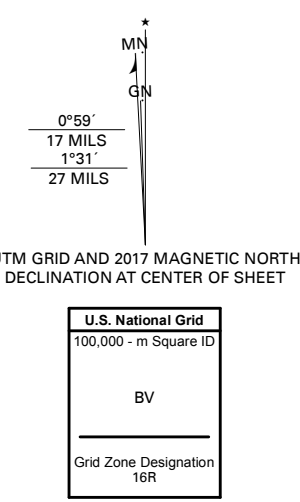 ★
MN
GN
0°59´
17 MILS
1°31´
27 MILS
UTM GRID AND 2017 MAGNETIC NORTH
DECLINATION AT CENTER OF SHEET
U.S. National Grid
100,000 - m Square ID
BV
Grid Zone Designation
16R